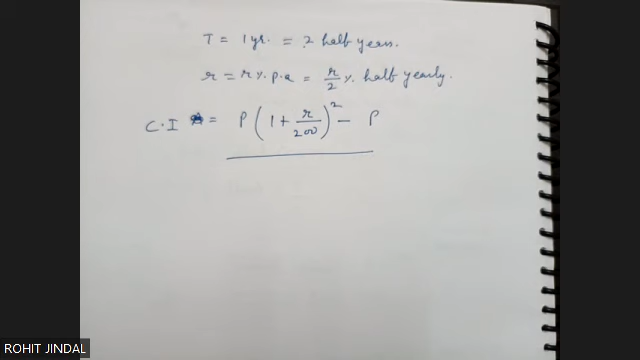 T = 1 yr. = 2 half years.
r = r % p.a = r/2 % half yearly.
C.I = P(1 + r/200)² - P
ROHIT JINDAL